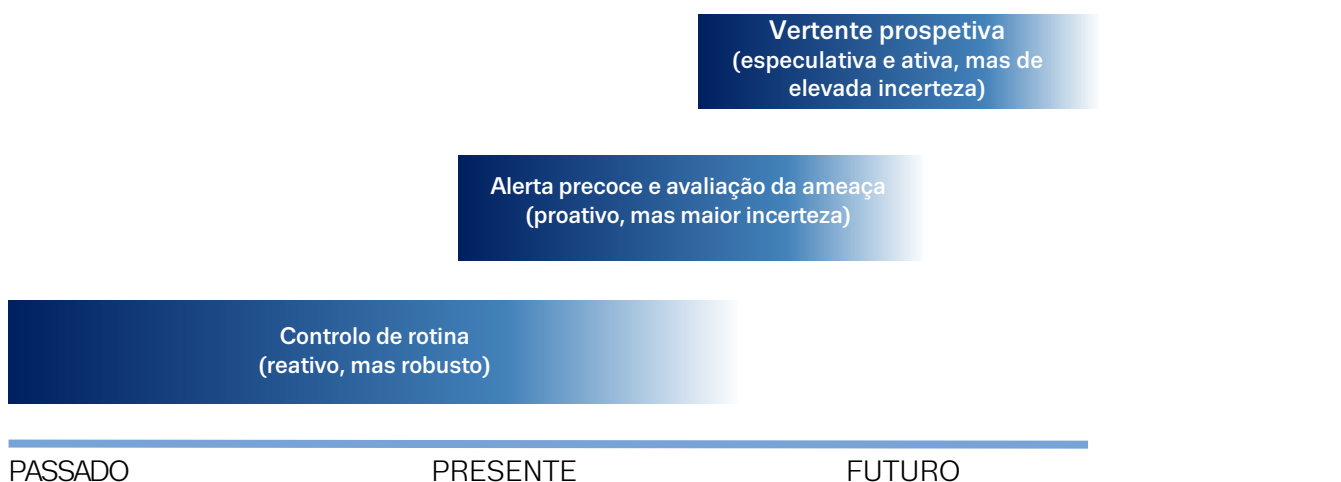 Vertente prospetiva
(especulativa e ativa, mas de
elevada incerteza)
Alerta precoce e avaliação da ameaça
(proativo, mas maior incerteza)
Controlo de rotina
(reativo, mas robusto)
PASSADO
PRESENTE
FUTURO